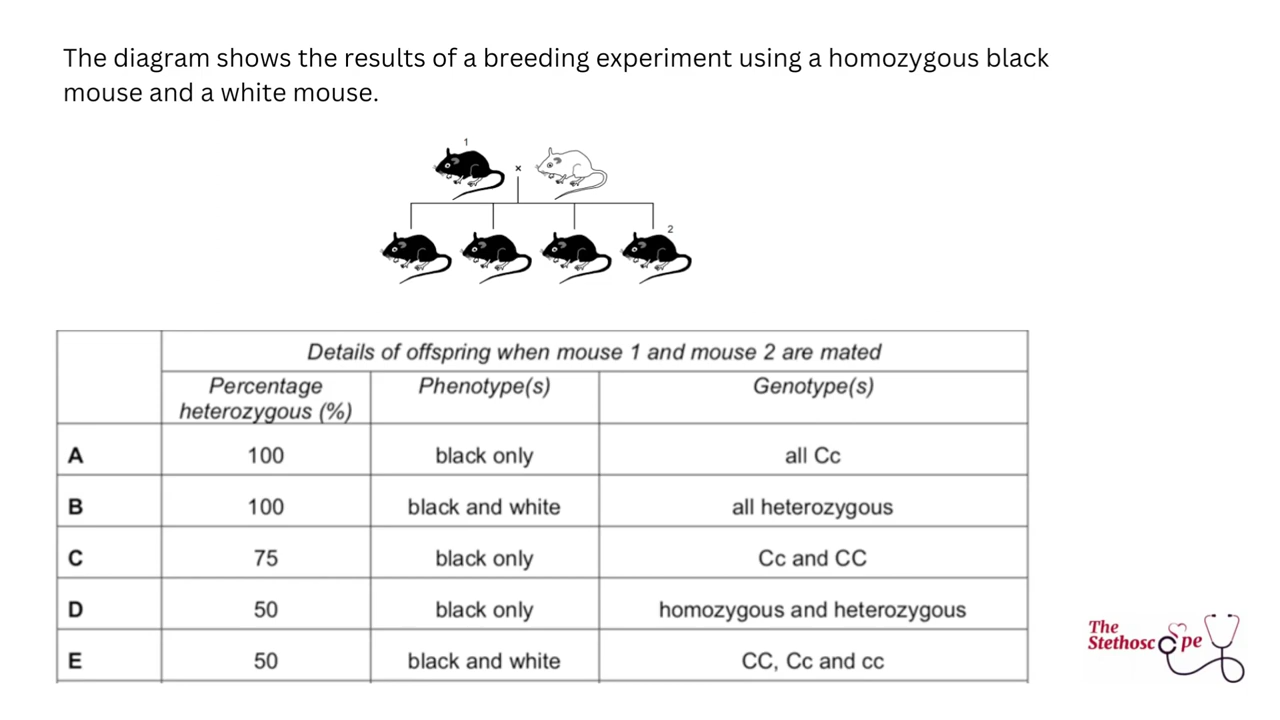 The diagram shows the results of a breeding experiment using a homozygous black
mouse and a white mouse.
1
×
2
Details of offspring when mouse 1 and mouse 2 are mated
Percentage heterozygous (%) Phenotype(s) Genotype(s)
A 100 black only all Cc
B 100 black and white all heterozygous
C 75 black only Cc and CC
D 50 black only homozygous and heterozygous
E 50 black and white CC, Cc and cc
The
Stethoscope